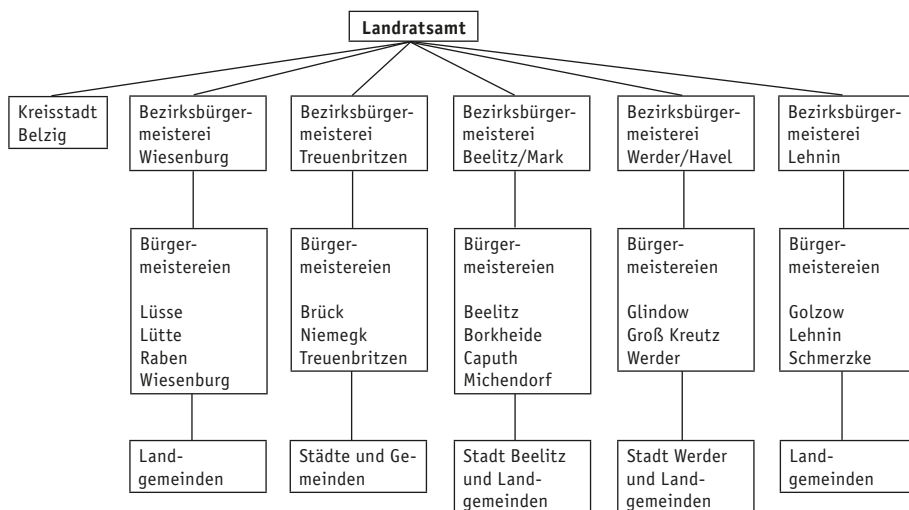 Landratsamt
Kreisstadt
Belzig
Bezirksbürger-
meisterei
Wiesenburg
Bezirksbürger-
meisterei
Treuenbritzen
Bezirksbürger-
meisterei
Beelitz/Mark
Bezirksbürger-
meisterei
Werder/Havel
Bezirksbürger-
meisterei
Lehnin
Bürger-
meistereien
Lüsse
Lütte
Raben
Wiesenburg
Bürger-
meistereien
Brück
Niemegk
Treuenbritzen
Bürger-
meistereien
Beelitz
Borkheide
Caputh
Michendorf
Bürger-
meistereien
Glindow
Groß Kreutz
Werder
Bürger-
meistereien
Golzow
Lehnin
Schmerzke
Land-
gemeinden
Städte und Ge-
meinden
Stadt Beelitz
und Land-
gemeinden
Stadt Werder
und Land-
gemeinden
Land-
gemeinden